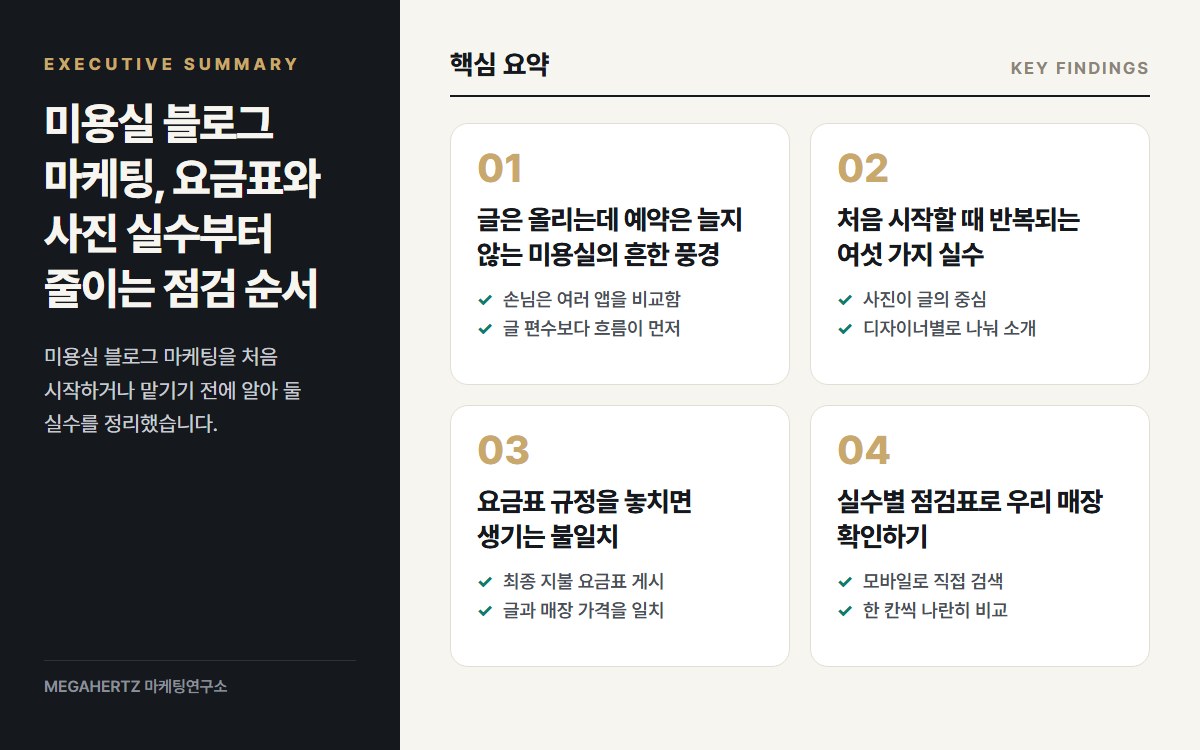 EXECUTIVE SUMMARY
미용실 블로그
마케팅, 요금표와
사진 실수부터
줄이는 점검 순서
미용실 블로그 마케팅을 처음
시작하거나 맡기기 전에 알아 둘
실수를 정리했습니다.
MEGAHERTZ 마케팅연구소
핵심 요약
KEY FINDINGS
01
글은 올리는데 예약은 늘지
않는 미용실의 흔한 풍경
손님은 여러 앱을 비교함
글 편수보다 흐름이 먼저
02
처음 시작할 때 반복되는
여섯 가지 실수
사진이 글의 중심
디자이너별로 나눠 소개
03
요금표 규정을 놓치면
생기는 불일치
최종 지불 요금표 게시
글과 매장 가격을 일치
04
실수별 점검표로 우리 매장
확인하기
모바일로 직접 검색
한 칸씩 나란히 비교